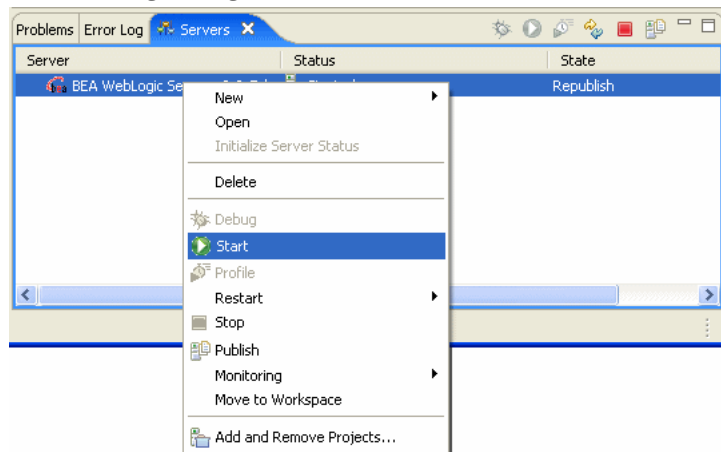 Problems Error Log Servers
Server Status State
BEA WebLogic Republish
New
Open
Initialize Server Status
Delete
Debug
Start
Profile
Restart
Stop
Publish
Monitoring
Move to Workspace
Add and Remove Projects...